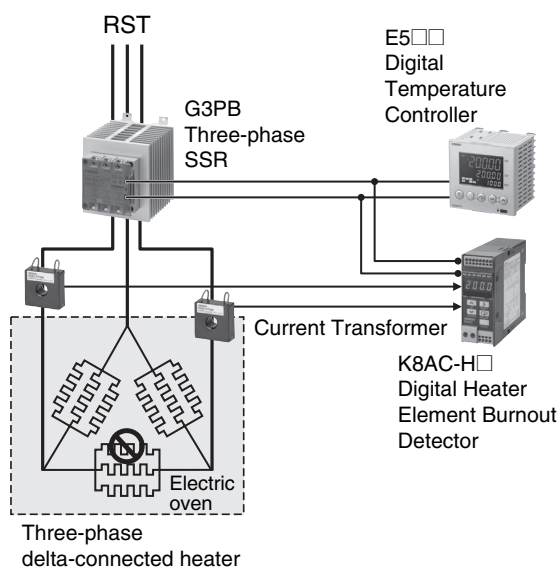 RST
E5□□
Digital
Temperature
Controller
G3PB
Three-phase
SSR
Current Transformer
K8AC-H□
Digital Heater
Element Burnout
Detector
Electric
oven
Three-phase
delta-connected heater